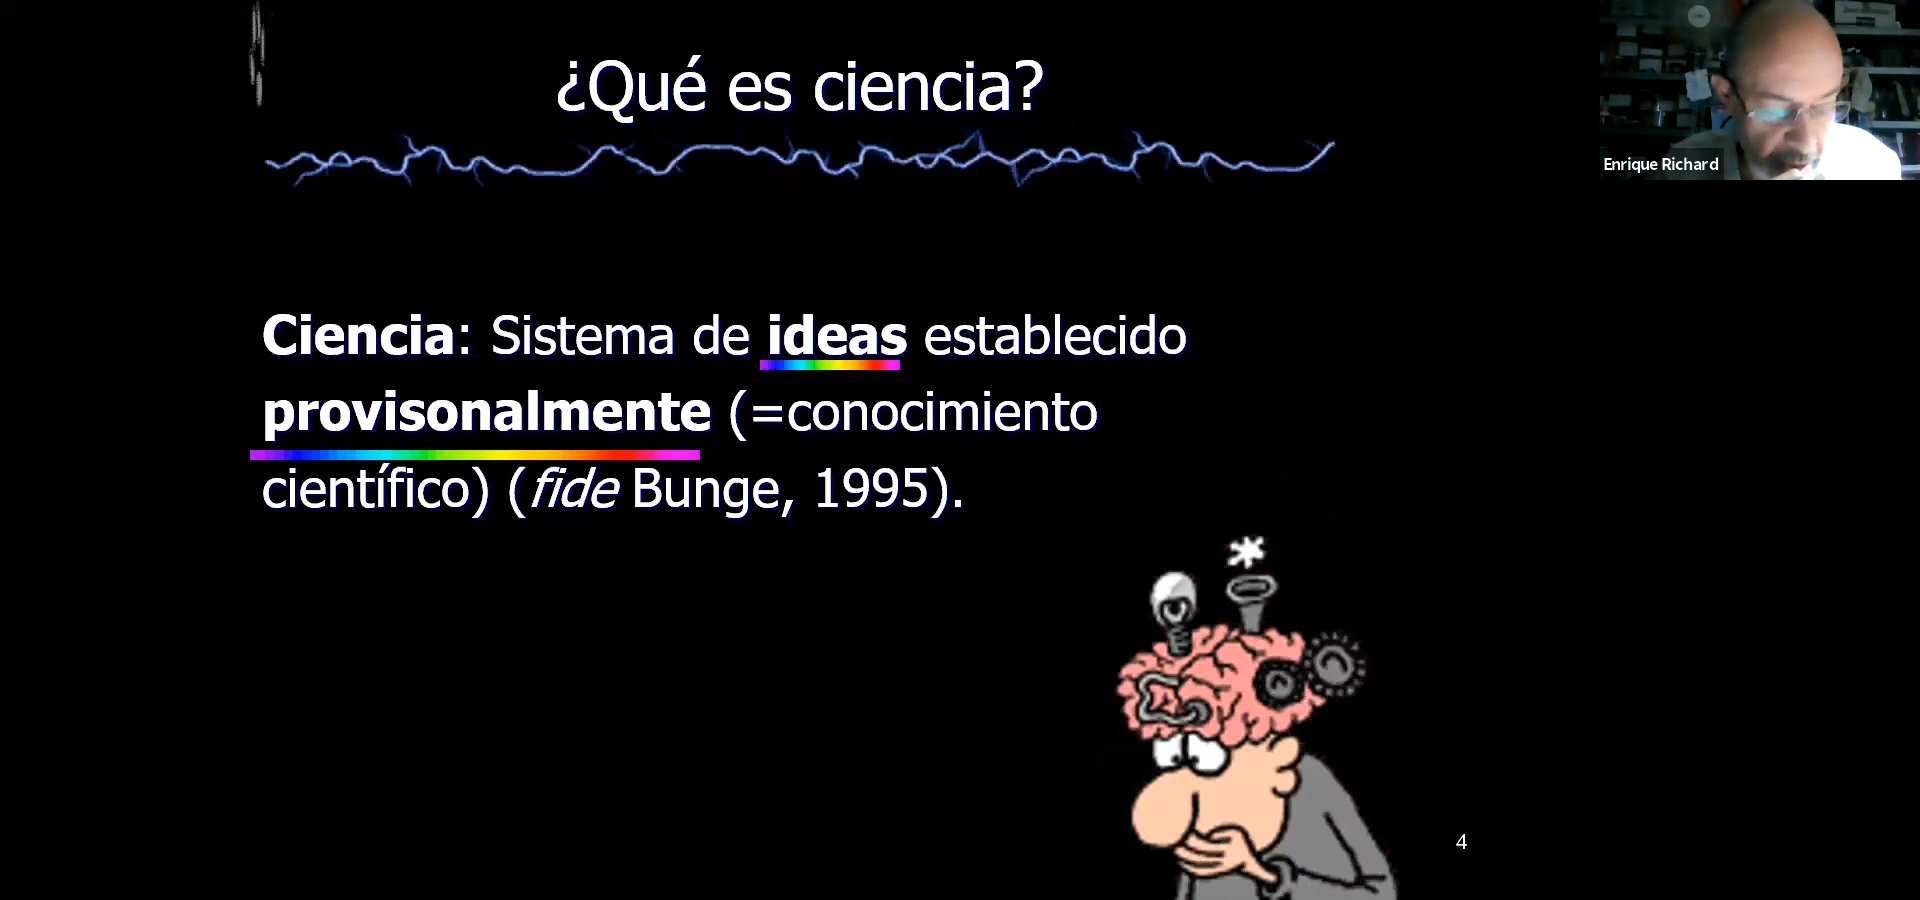 ¿Qué es ciencia?
Enrique Richard
Ciencia: Sistema de ideas establecido
provisonalmente (=conocimiento
científico) (fide Bunge, 1995).
4